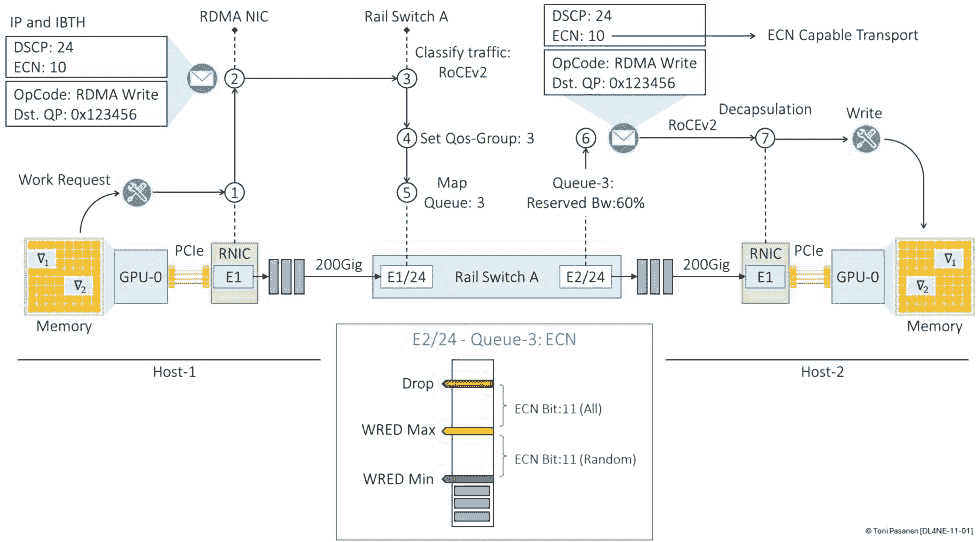 IP and IBTH
RDMA NIC
Rail Switch A
DSCP: 24
ECN: 10
OpCode: RDMA Write
Dst. QP: 0x123456
2
3
Classify traffic:
RoCEv2
4
Set Qos-Group: 3
5
Map
Queue: 3
Work Request
1
DSCP: 24
ECN: 10
ECN Capable Transport
OpCode: RDMA Write
Dst. QP: 0x123456
6
RoCEv2
Decapsulation
7
Write
Queue-3:
Reserved Bw:60%
∇1
∇2
Memory
GPU-0
PCIe
RNIC
E1
200Gig
E1/24
Rail Switch A
E2/24
200Gig
RNIC
E1
PCIe
GPU-0
∇1
∇2
Memory
Host-1
Host-2
E2/24 - Queue-3: ECN
Drop
ECN Bit:11 (All)
WRED Max
ECN Bit:11 (Random)
WRED Min
© Toni Pasanen [DL4NE-11-01]